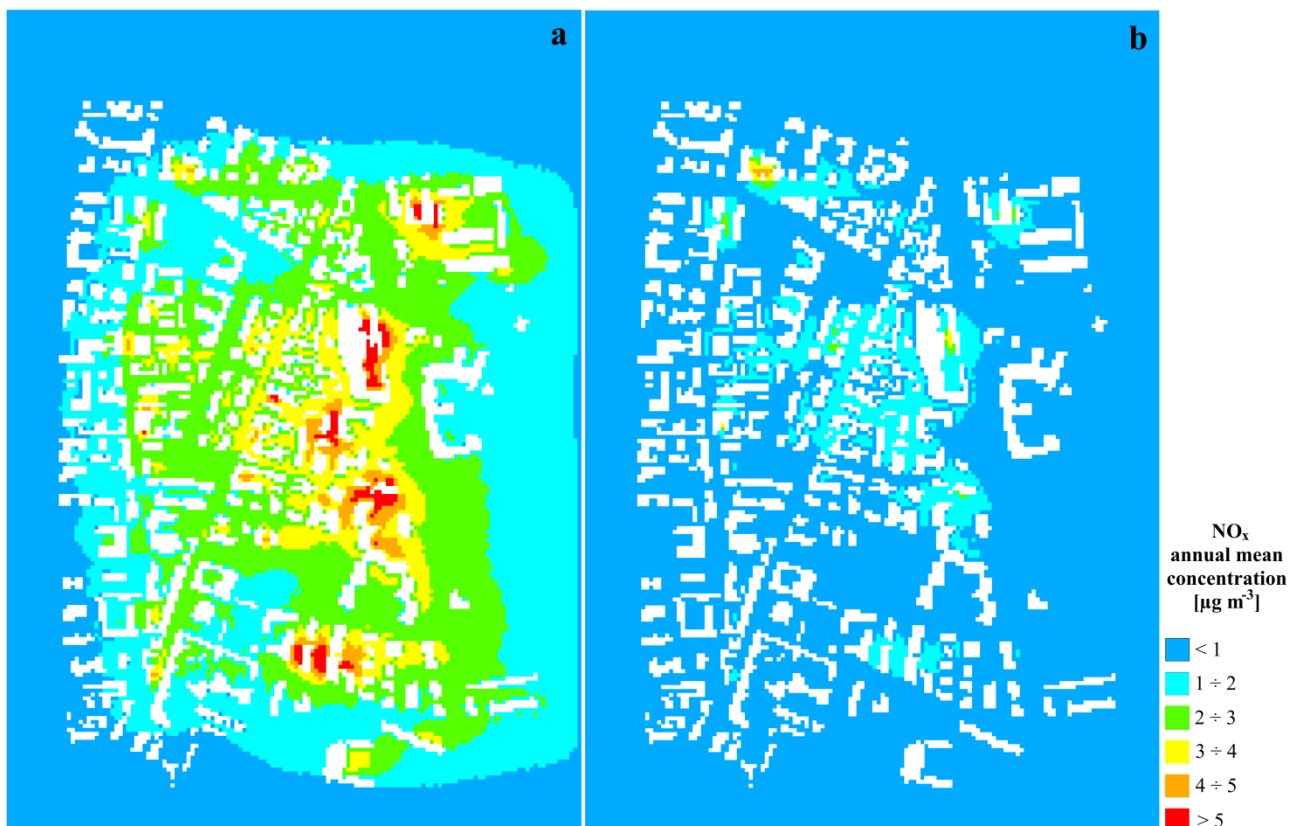 a
b
NOₓ
annual mean
concentration
[µg m⁻³]
< 1
1 ÷ 2
2 ÷ 3
3 ÷ 4
4 ÷ 5
> 5